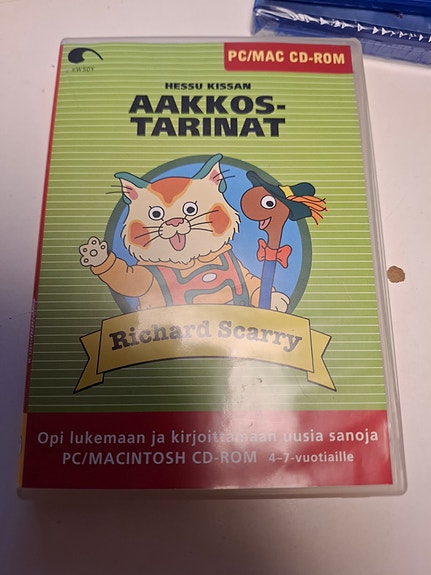 PC/MAC CD-ROM
HESSU KISSAN
AAKKOS-
TARINAT
Richard Scarry
Opi lukemaan ja kirjoittamaan uusia sanoja
PC/MACINTOSH CD-ROM 4–7-vuotiaille